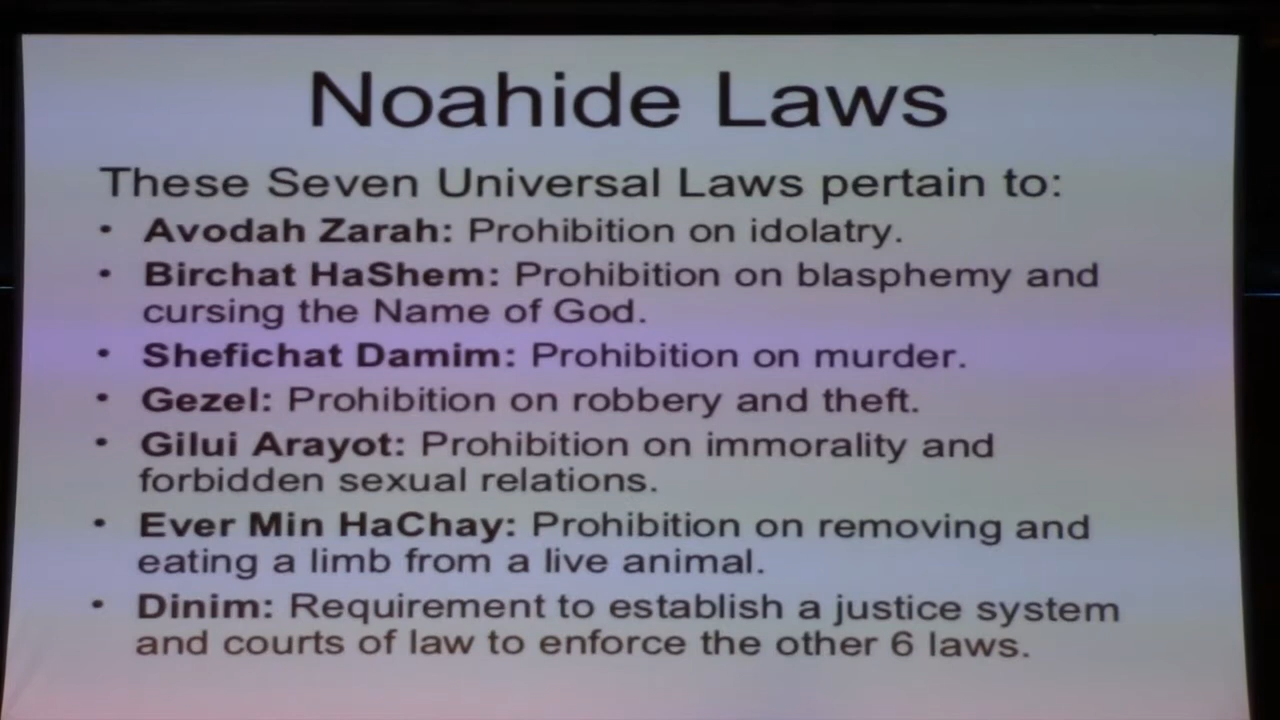 Noahide Laws
These Seven Universal Laws pertain to:
• Avodah Zarah: Prohibition on idolatry.
• Birchat HaShem: Prohibition on blasphemy and
cursing the Name of God.
• Shefichat Damim: Prohibition on murder.
• Gezel: Prohibition on robbery and theft.
• Gilui Arayot: Prohibition on immorality and
forbidden sexual relations.
• Ever Min HaChay: Prohibition on removing and
eating a limb from a live animal.
• Dinim: Requirement to establish a justice system
and courts of law to enforce the other 6 laws.